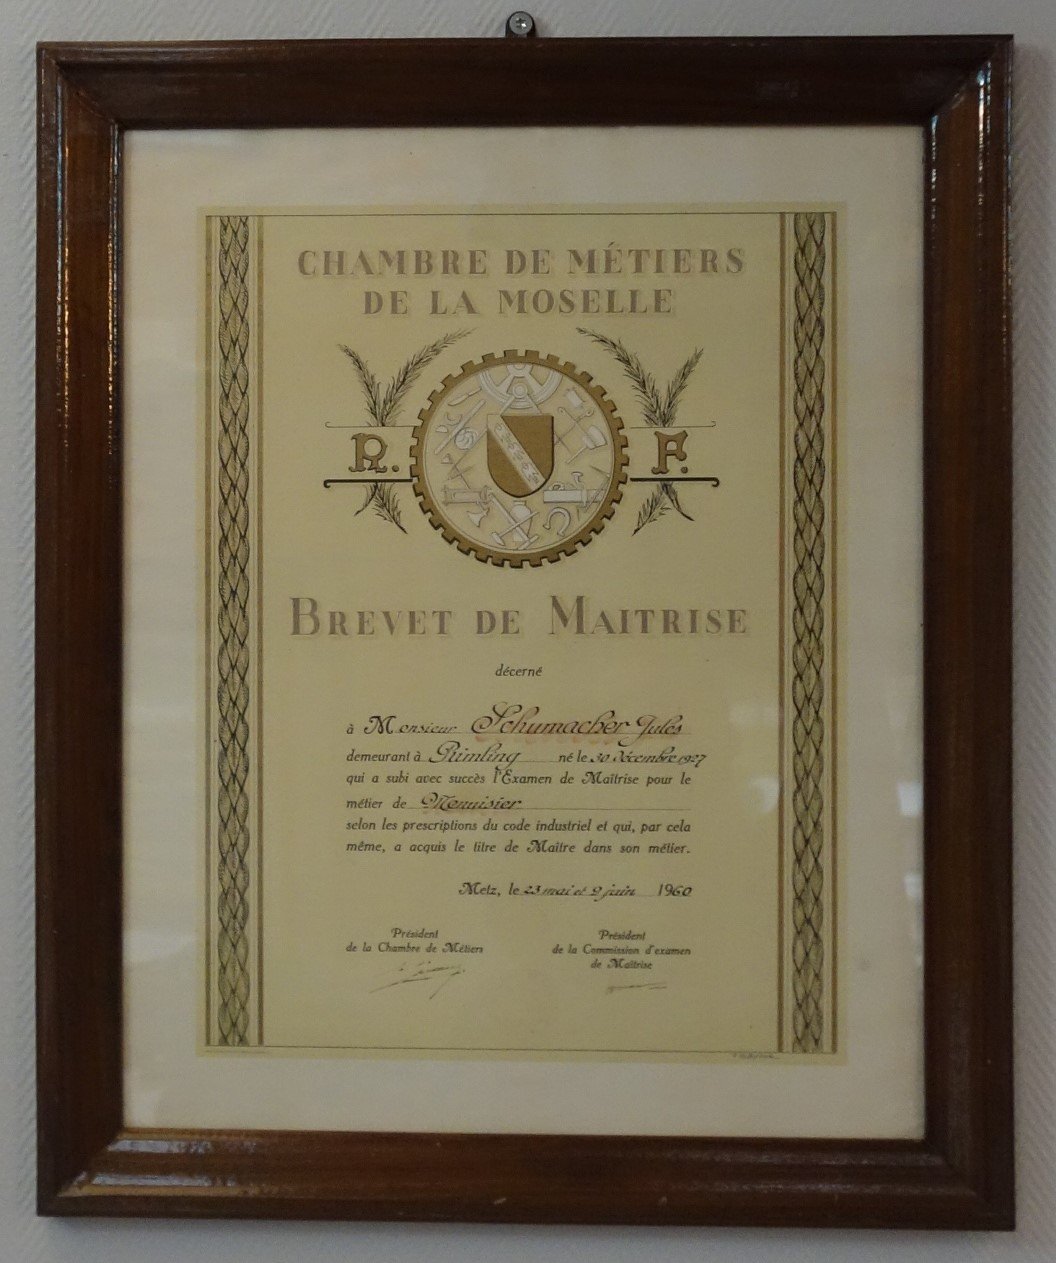 CHAMBRE DE MÉTIERS
DE LA MOSELLE
R. F.
BREVET DE MAITRISE
décerné
à Monsieur Schumacher Jules
demeurant à Rimling né le 30 Décembre 1927
qui a subi avec succès l'Examen de Maîtrise pour le
métier de Menuisier
selon les prescriptions du code industriel et qui, par cela
même, a acquis le titre de Maître dans son métier.
Metz, le 23 mai et 9 juin 1960
Président
de la Chambre de Métiers
Président
de la Commission d'examen
de Maîtrise